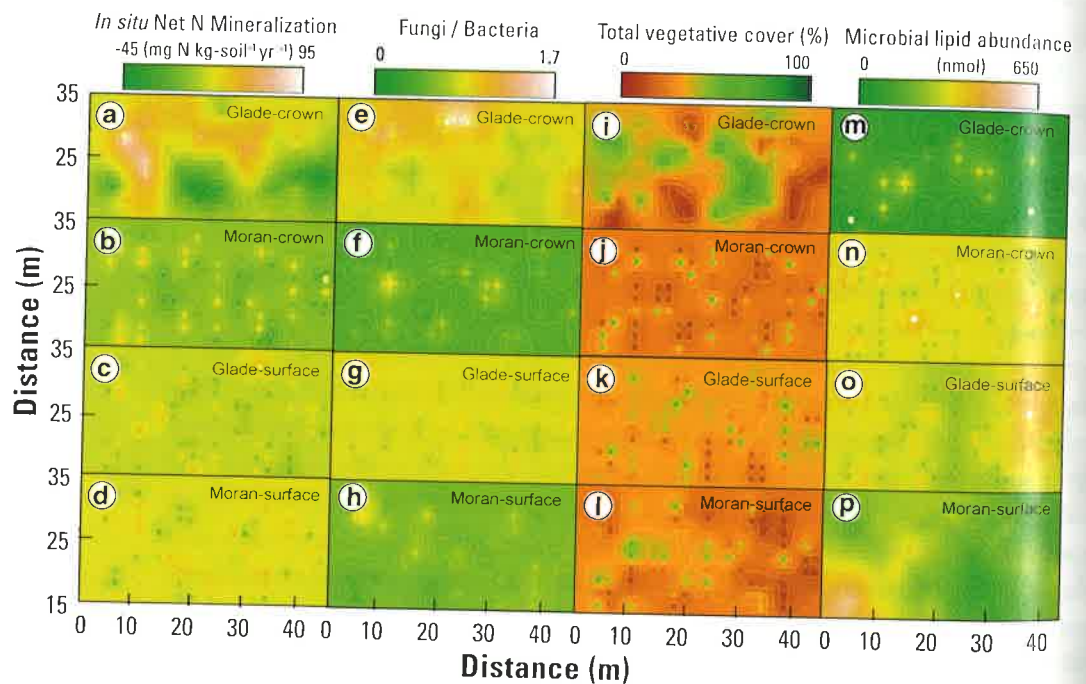 In situ Net N Mineralization
-45 (mg N kg-soil⁻¹ yr⁻¹) 95
Fungi / Bacteria
0 1.7
Total vegetative cover (%)
0 100
Microbial lipid abundance
0 (nmol) 650
35
a Glade-crown
e Glade-crown
i Glade-crown
m Glade-crown
25
35
b Moran-crown
f Moran-crown
j Moran-crown
n Moran-crown
25
35
c Glade-surface
g Glade-surface
k Glade-surface
o Glade-surface
25
35
d Moran-surface
h Moran-surface
l Moran-surface
p Moran-surface
25
15
Distance (m)
0 10 20 30 40 0 10 20 30 40 0 10 20 30 40 0 10 20 30 40
Distance (m)